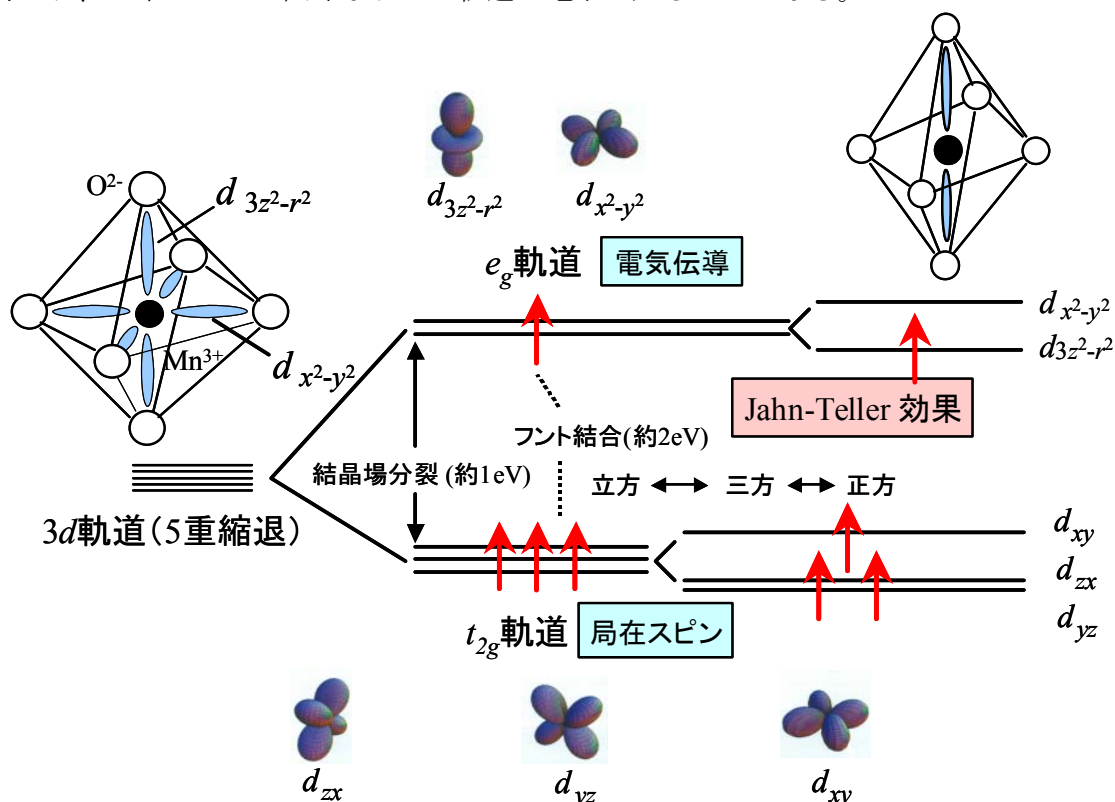 d3z²-r²
dx²-y²
O²⁻
d 3z²-r²
Mn³⁺
d x²-y²
eg軌道
電気伝導
d x²-y²
d3z²-r²
Jahn-Teller 効果
フント結合(約2eV)
結晶場分裂 (約1eV)
立方
三方
正方
3d軌道(5重縮退)
dxy
dzx
dyz
t2g軌道
局在スピン
dzx
dyz
dxy